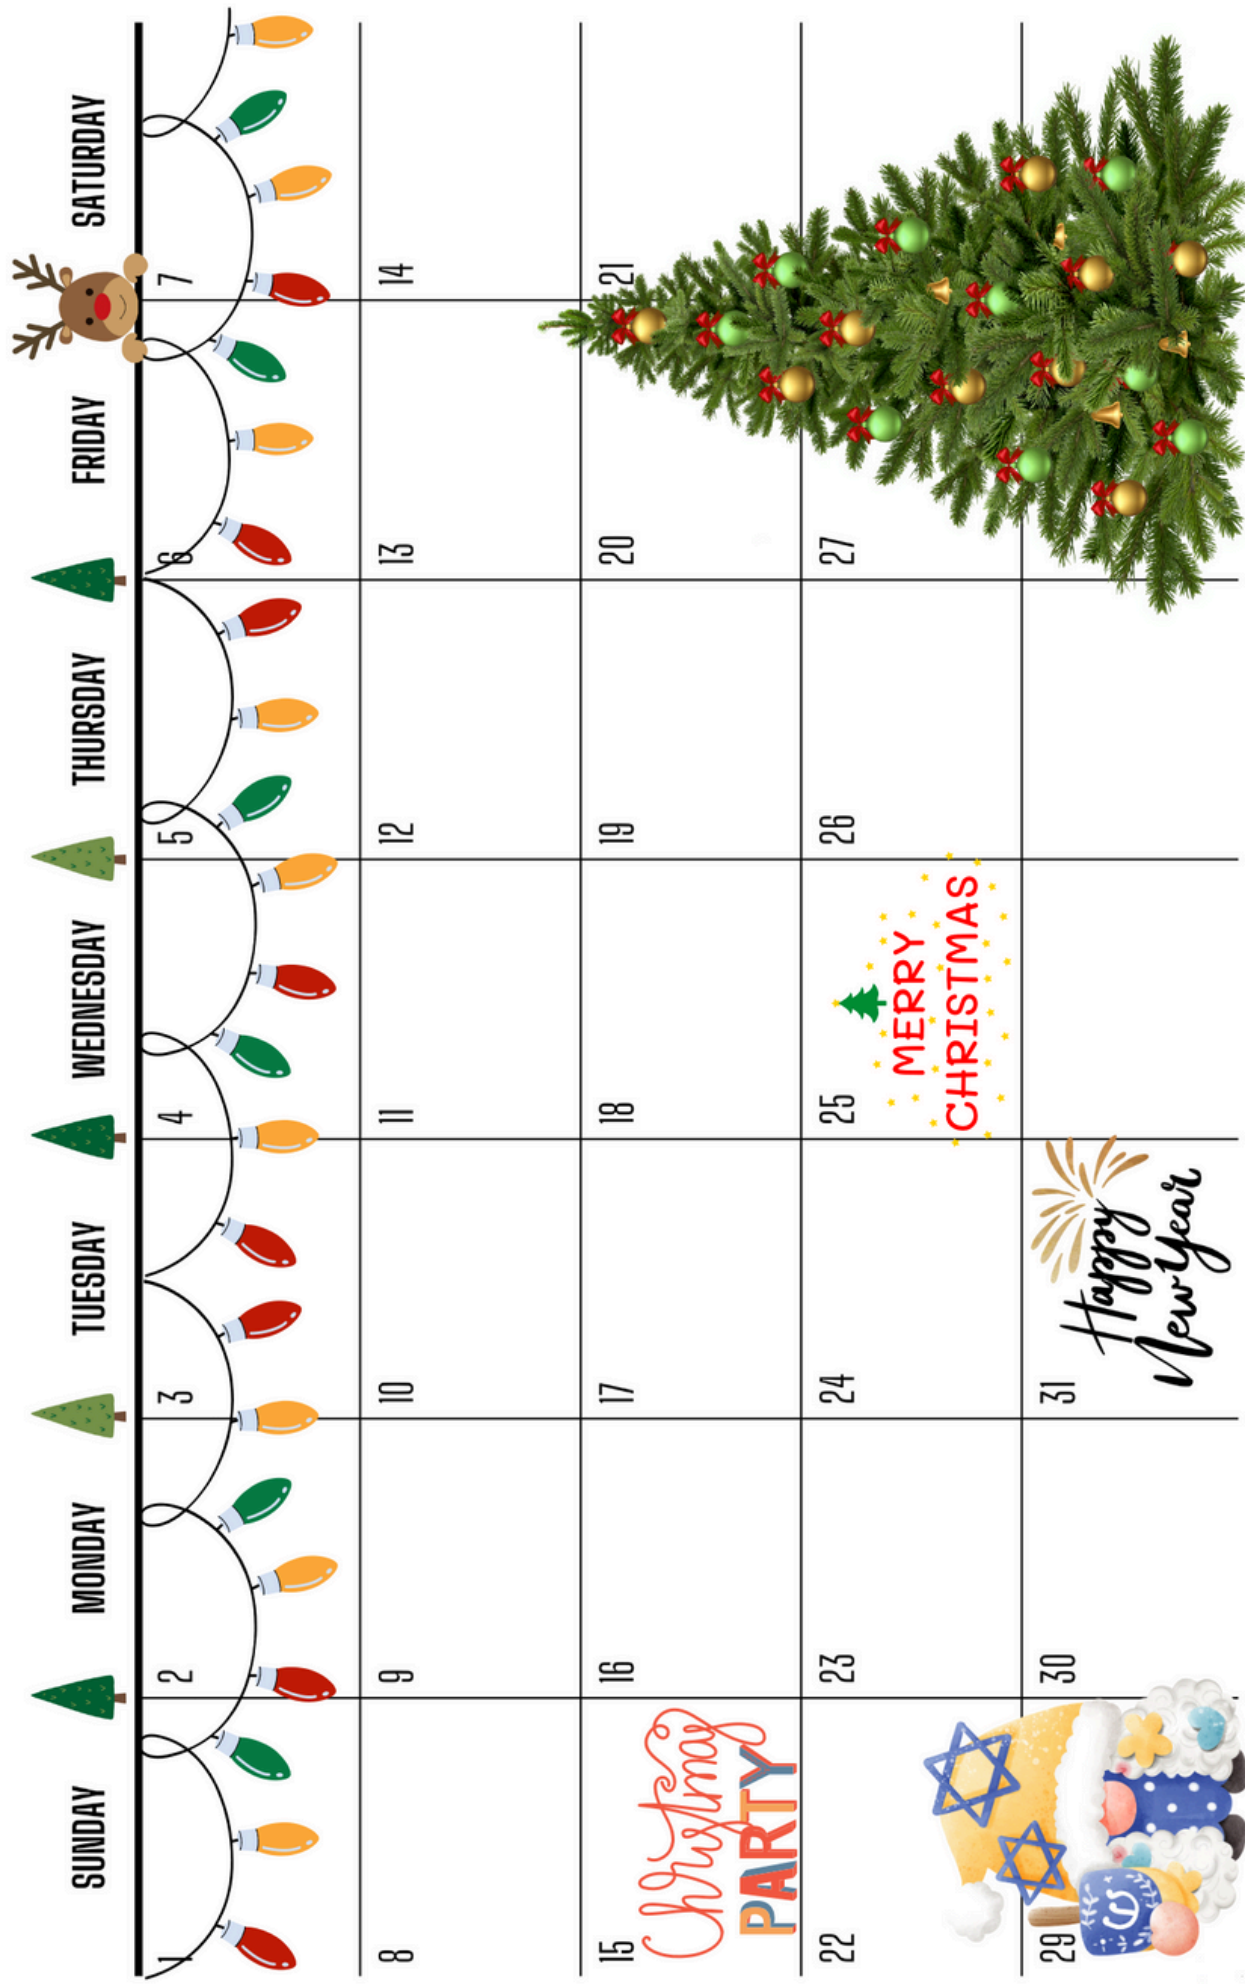 SUNDAY MONDAY TUESDAY WEDNESDAY THURSDAY FRIDAY SATURDAY
1 2 3 4 5 6 7
8 9 10 11 12 13 14
15 16 17 18 19 20 21
Christmas
PARTY
22 23 24 25 26 27
MERRY
CHRISTMAS
29 30 31
Happy
New Year